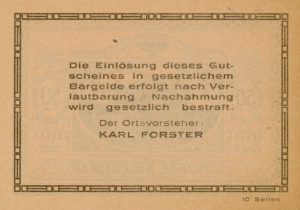 Die Einlösung dieses Gut-
scheines in gesetzlichem
Bargelde erfolgt nach Ver-
lautbarung. Nachahmung
wird gesetzlich bestraft.
Der Ortsvorsteher:
KARL FORSTER
10 Serien